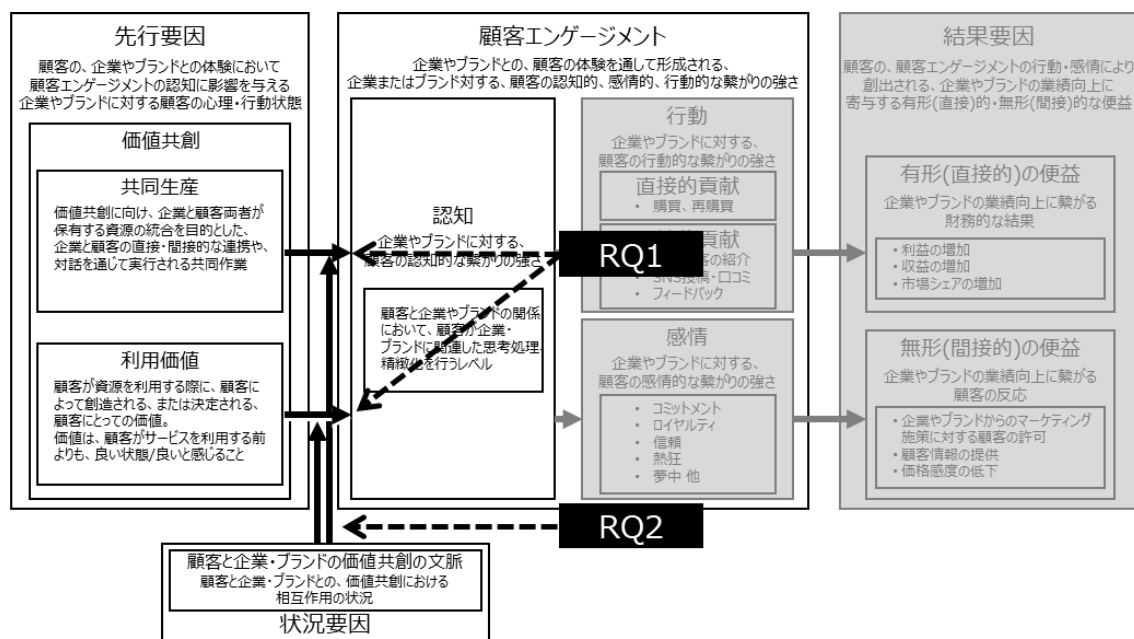 先行要因
顧客の、企業やブランドとの体験において
顧客エンゲージメントの認知に影響を与える
企業やブランドに対する顧客の心理・行動状態
価値共創
共同生産
価値共創に向け、企業と顧客両者が
保有する資源の統合を目的とした、
企業と顧客の直接・間接的な連携や、
対話を通じて実行される共同作業
利用価値
顧客が資源を利用する際に、顧客に
よって創造される、または決定される、
顧客にとっての価値。
価値は、顧客がサービスを利用する前
よりも、良い状態/良いと感じること
顧客エンゲージメント
企業やブランドとの、顧客の体験を通して形成される、
企業またはブランド対する、顧客の認知的、感情的、行動的な繋がりの強さ
認知
企業やブランドに対する、
顧客の認知的な繋がりの強さ
顧客と企業やブランドの関係
において、顧客が企業・
ブランドに関連した思考処理
精緻化を行うレベル
行動
企業やブランドに対する、
顧客の行動的な繋がりの強さ
直接的貢献
• 購買、再購買
貢献
の紹介
SNS投稿・口コミ
• フィードバック
RQ1
感情
企業やブランドに対する、
顧客の感情的な繋がりの強さ
• コミットメント
• ロイヤルティ
• 信頼
• 熱狂
• 夢中 他
RQ2
結果要因
顧客の、顧客エンゲージメントの行動・感情により
創出される、企業やブランドの業績向上に
寄与する有形(直接)的・無形(間接)的な便益
有形(直接的)の便益
企業やブランドの業績向上に繋がる
財務的な結果
• 利益の増加
• 収益の増加
• 市場シェアの増加
無形(間接的)の便益
企業やブランドの業績向上に繋がる
顧客の反応
• 企業やブランドからのマーケティング
施策に対する顧客の許可
• 顧客情報の提供
• 価格感度の低下
顧客と企業・ブランドの価値共創の文脈
顧客と企業・ブランドとの、価値共創における
相互作用の状況
状況要因